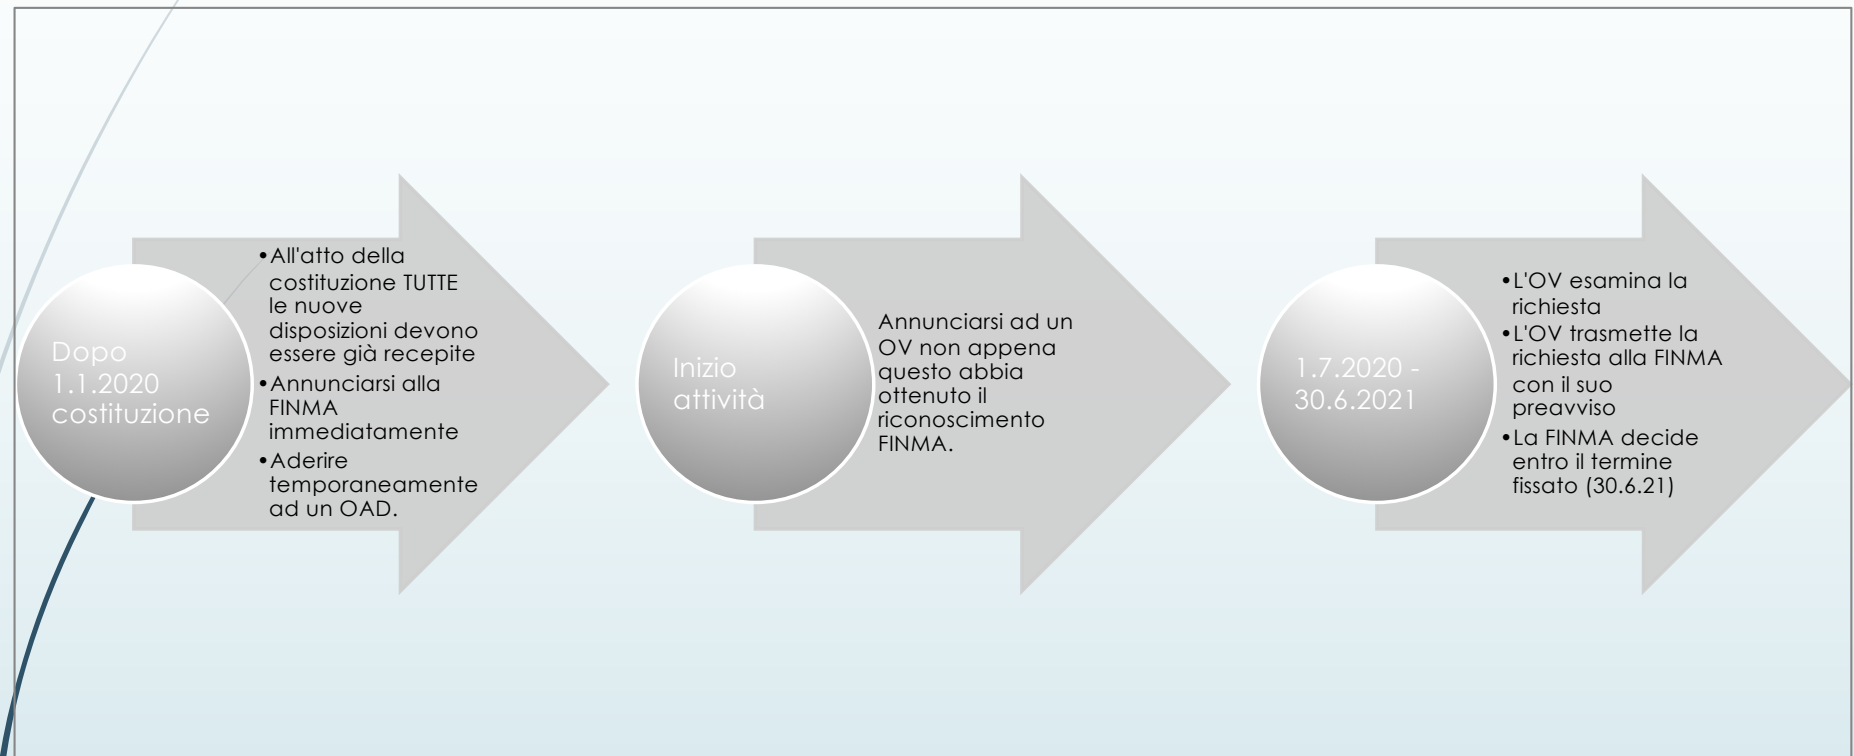 Dopo
1.1.2020
costituzione
•All'atto della
costituzione TUTTE
le nuove
disposizioni devono
essere già recepite
•Annunciarsi alla
FINMA
immediatamente
•Aderire
temporaneamente
ad un OAD.
Inizio
attività
Annunciarsi ad un
OV non appena
questo abbia
ottenuto il
riconoscimento
FINMA.
1.7.2020 -
30.6.2021
•L'OV esamina la
richiesta
•L'OV trasmette la
richiesta alla FINMA
con il suo
preavviso
•La FINMA decide
entro il termine
fissato (30.6.21)